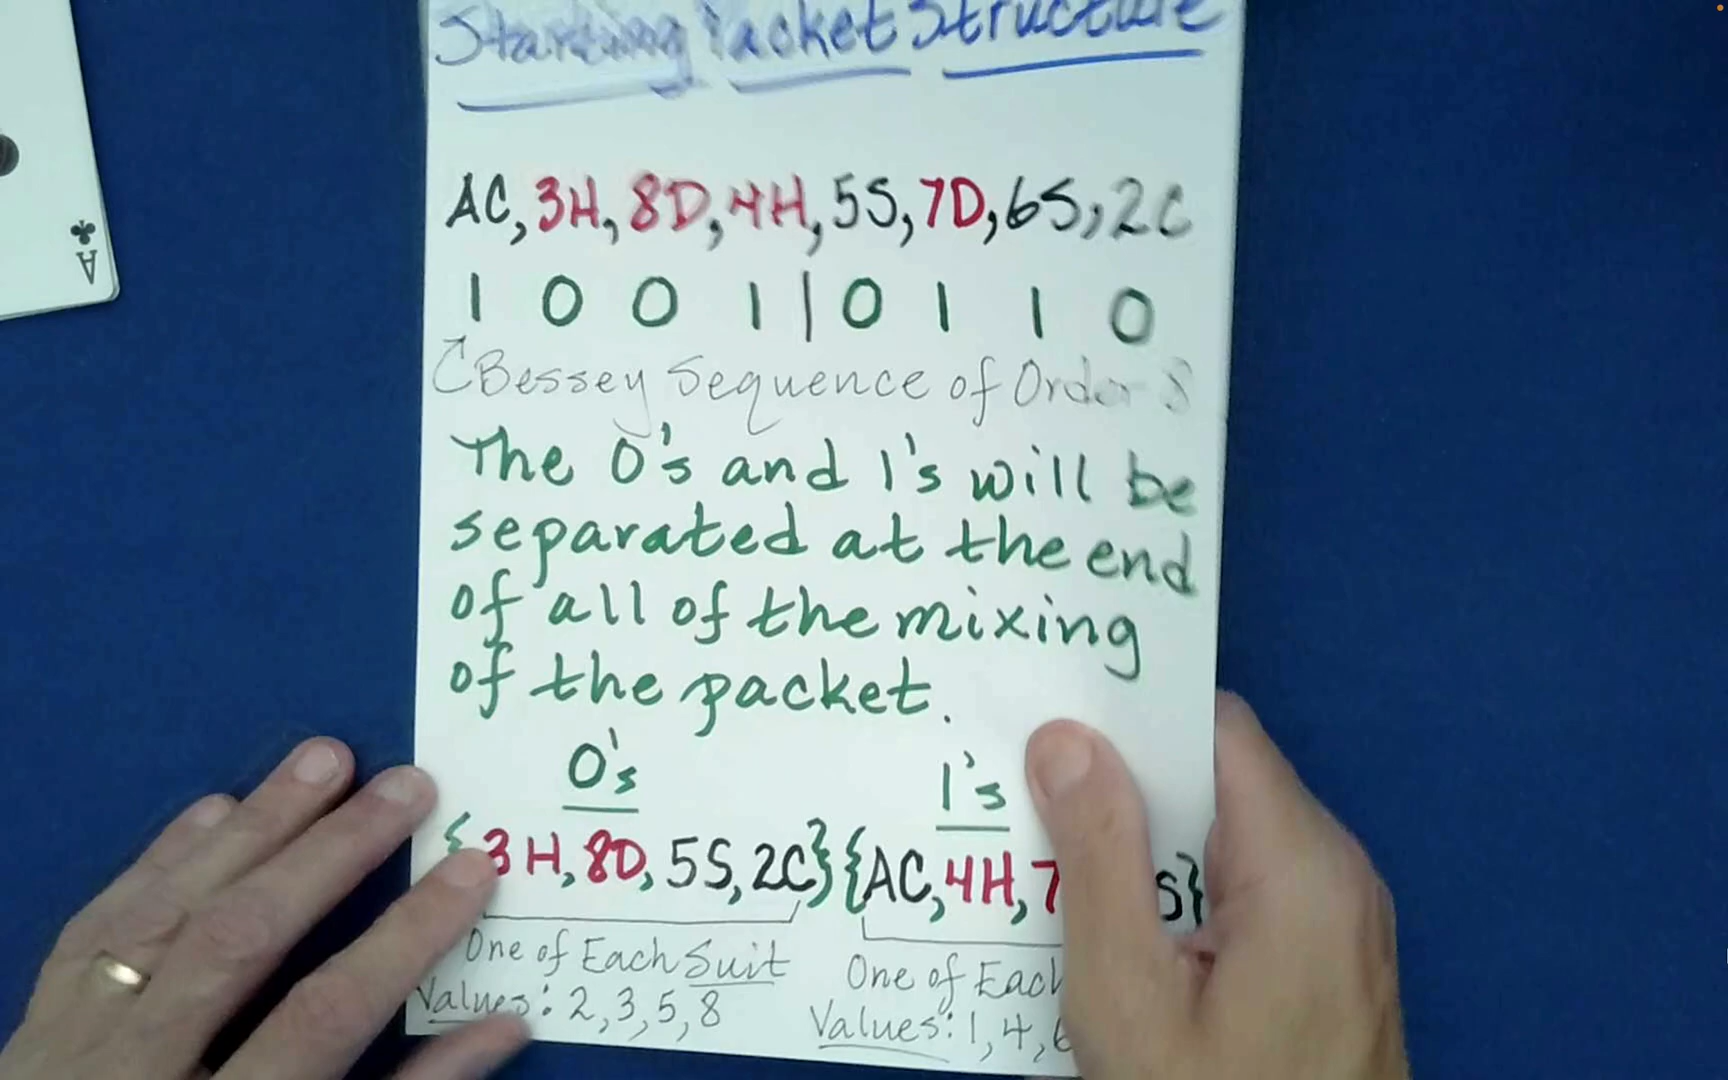 Starting Packet Structure
AC, 3H, 8D, 4H, 5S, 7D, 6S, 2C
1 0 0 1 | 0 1 1 0
Bessey Sequence of Order 8
The 0's and 1's will be
separated at the end
of all of the mixing
of the packet.
0's 1's
{3H, 8D, 5S, 2C} {AC, 4H, 7 S}
One of Each Suit One of Each
Values: 2, 3, 5, 8 Values: 1, 4, 6
A